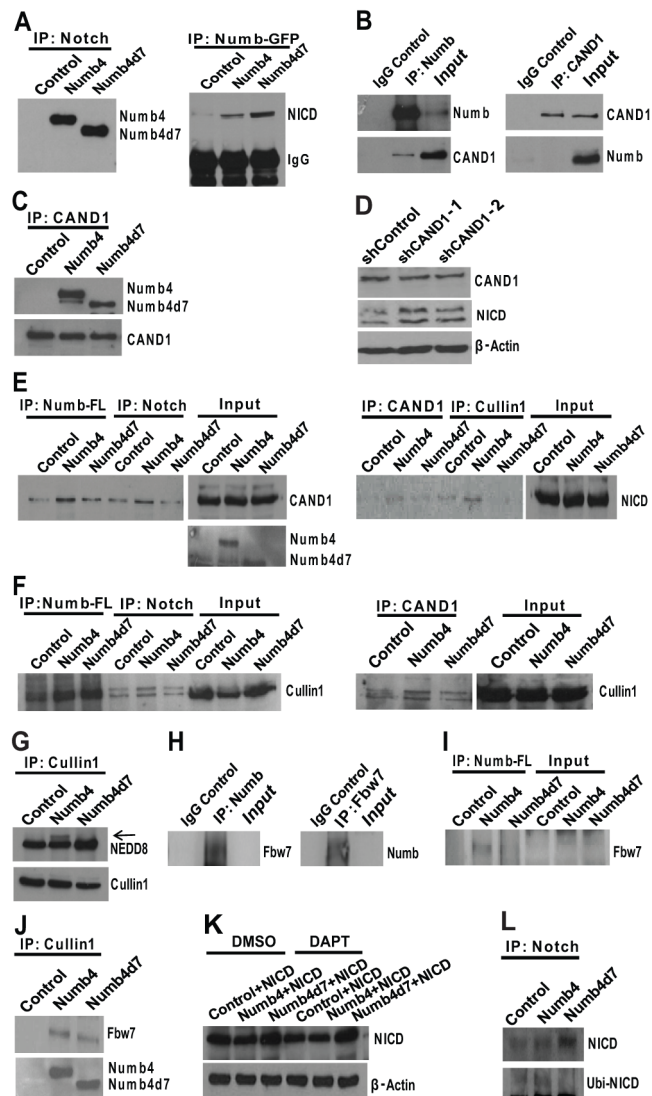 A
IP: Notch
Control
Numb4
Numb4d7
Numb4
Numb4d7
IP: Numb-GFP
Control
Numb4
Numb4d7
NICD
IgG
B
IgG Control
IP: Numb
Input
Numb
CAND1
IgG Control
IP: CAND1
Input
CAND1
Numb
C
IP: CAND1
Control
Numb4
Numb4d7
Numb4
Numb4d7
CAND1
D
shControl
shCAND1-1
shCAND1-2
CAND1
NICD
β-Actin
E
IP: Numb-FL
IP: Notch
Input
Control
Numb4
Numb4d7
Control
Numb4
Numb4d7
Control
Numb4
Numb4d7
CAND1
Numb4
Numb4d7
IP: CAND1
IP: Cullin1
Input
Control
Numb4
Numb4d7
Control
Numb4
Numb4d7
Control
Numb4
Numb4d7
NICD
F
IP:Numb-FL
IP: Notch
Input
Control
Numb4
Numb4d7
Control
Numb4
Numb4d7
Control
Numb4
Numb4d7
Cullin1
IP: CAND1
Input
Control
Numb4
Numb4d7
Control
Numb4
Numb4d7
Cullin1
G
IP: Cullin1
Control
Numb4
Numb4d7
NEDD8
Cullin1
H
IgG Control
IP: Numb
Input
Fbw7
IgG Control
IP: Fbw7
Input
Numb
I
IP: Numb-FL
Input
Control
Numb4
Numb4d7
Control
Numb4
Numb4d7
Fbw7
J
IP: Cullin1
Control
Numb4
Numb4d7
Fbw7
Numb4
Numb4d7
K
DMSO
DAPT
Control+NICD
Numb4+NICD
Numb4d7+NICD
Control+NICD
Numb4+NICD
Numb4d7+NICD
NICD
β-Actin
L
IP: Notch
Control
Numb4
Numb4d7
NICD
Ubi-NICD